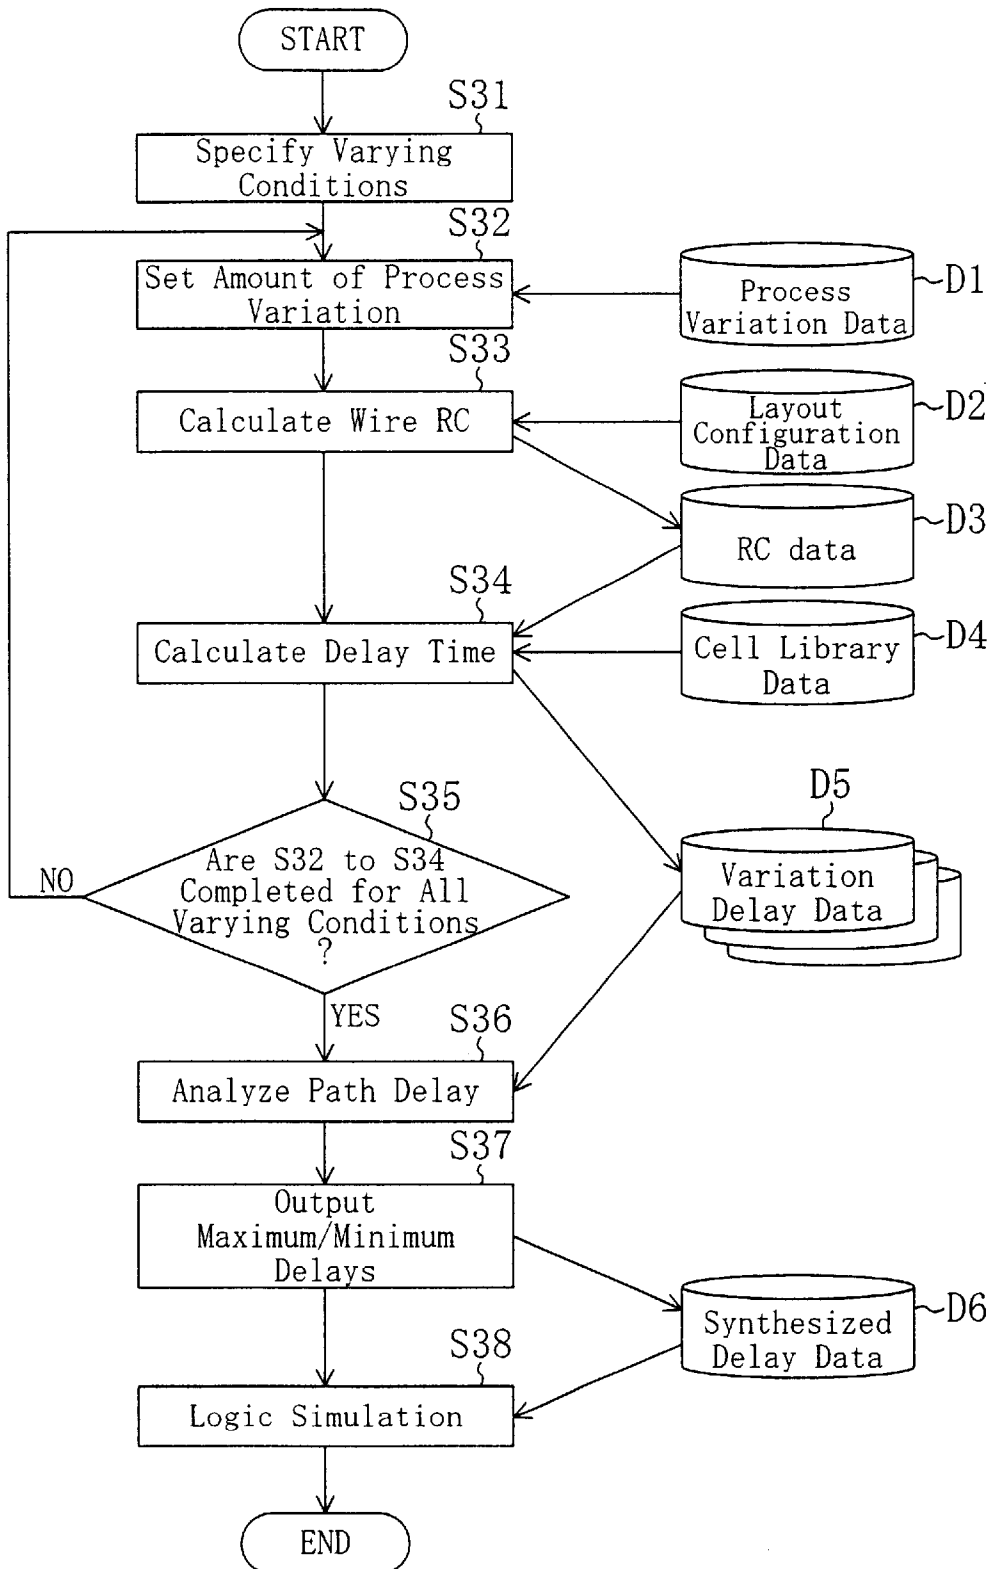 START
S31
Specify Varying
Conditions
S32
Set Amount of Process
Variation
Process
Variation Data
D1
S33
Calculate Wire RC
Layout
Configuration
Data
D2
RC data
D3
S34
Calculate Delay Time
Cell Library
Data
D4
S35
Are S32 to S34
Completed for All
Varying Conditions
?
NO
YES
D5
Variation
Delay Data
S36
Analyze Path Delay
S37
Output
Maximum/Minimum
Delays
Synthesized
Delay Data
D6
S38
Logic Simulation
END